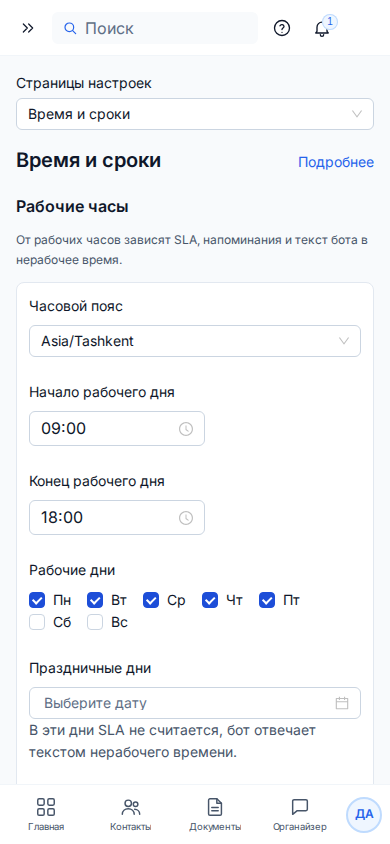 Поиск
1
Страницы настроек
Время и сроки
Время и сроки
Подробнее
Рабочие часы
От рабочих часов зависят SLA, напоминания и текст бота в
нерабочее время.
Часовой пояс
Asia/Tashkent
Начало рабочего дня
09:00
Конец рабочего дня
18:00
Рабочие дни
Пн Вт Ср Чт Пт
Сб Вс
Праздничные дни
Выберите дату
В эти дни SLA не считается, бот отвечает
текстом нерабочего времени.
Главная Контакты Документы Органайзер ДА